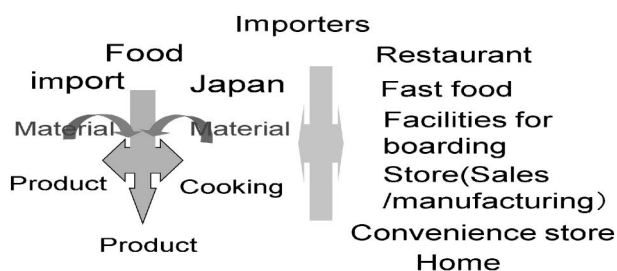 Importers
Food
import
Japan
Material
Material
Product
Cooking
Product
Restaurant
Fast food
Facilities for
boarding
Store(Sales
/manufacturing）
Convenience store
Home